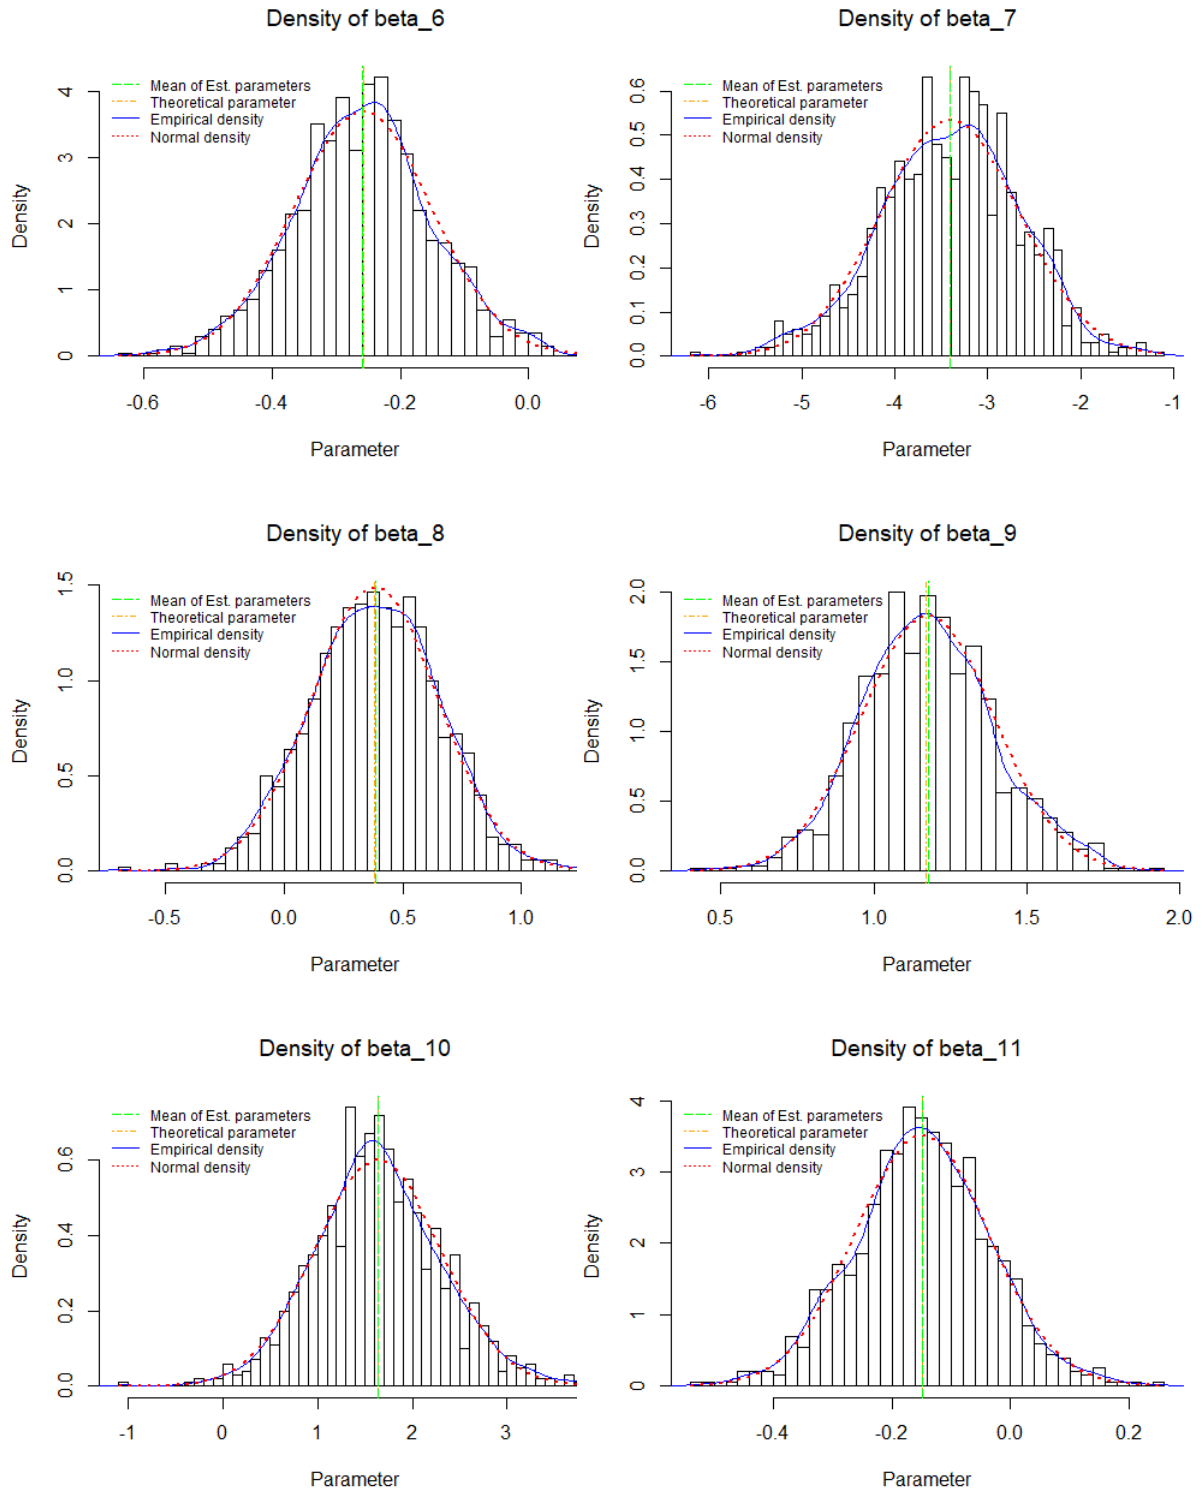 Density of beta_6
Mean of Est. parameters
Theoretical parameter
Empirical density
Normal density
Density
0 1 2 3 4
-0.6 -0.4 -0.2 0.0
Parameter
Density of beta_7
Mean of Est. parameters
Theoretical parameter
Empirical density
Normal density
Density
0.0 0.1 0.2 0.3 0.4 0.5 0.6
-6 -5 -4 -3 -2 -1
Parameter
Density of beta_8
Mean of Est. parameters
Theoretical parameter
Empirical density
Normal density
Density
0.0 0.5 1.0 1.5
-0.5 0.0 0.5 1.0
Parameter
Density of beta_9
Mean of Est. parameters
Theoretical parameter
Empirical density
Normal density
Density
0.0 0.5 1.0 1.5 2.0
0.5 1.0 1.5 2.0
Parameter
Density of beta_10
Mean of Est. parameters
Theoretical parameter
Empirical density
Normal density
Density
0.0 0.2 0.4 0.6
-1 0 1 2 3
Parameter
Density of beta_11
Mean of Est. parameters
Theoretical parameter
Empirical density
Normal density
Density
0 1 2 3 4
-0.4 -0.2 0.0 0.2
Parameter